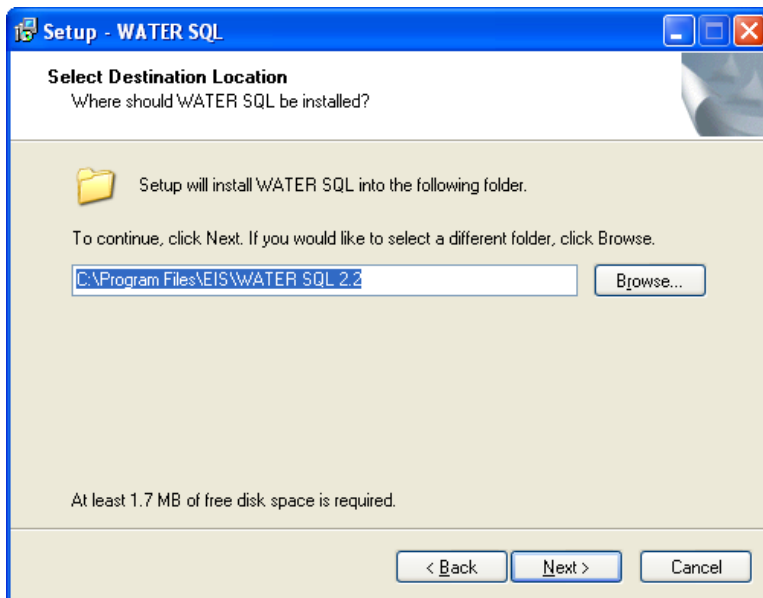 Setup - WATER SQL
Select Destination Location
Where should WATER SQL be installed?
Setup will install WATER SQL into the following folder.
To continue, click Next. If you would like to select a different folder, click Browse.
C:\Program Files\EIS\WATER SQL 2.2
Browse...
At least 1.7 MB of free disk space is required.
< Back
Next >
Cancel